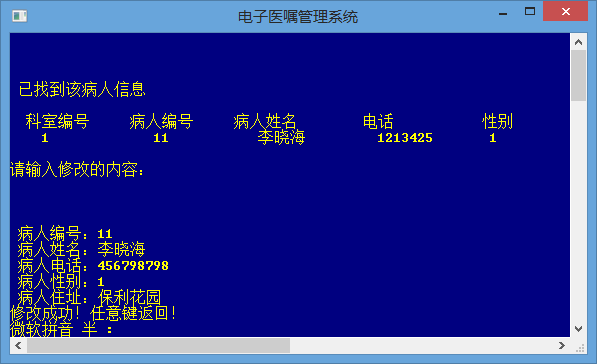 电子医嘱管理系统
已找到该病人信息
科室编号 病人编号 病人姓名 电话 性别
1 11 李晓海 1213425 1
请输入修改的内容:
病人编号: 11
病人姓名: 李晓海
病人电话: 456798798
病人性别: 1
病人住址: 保利花园
修改成功! 任意键返回!
微软拼音 半 :